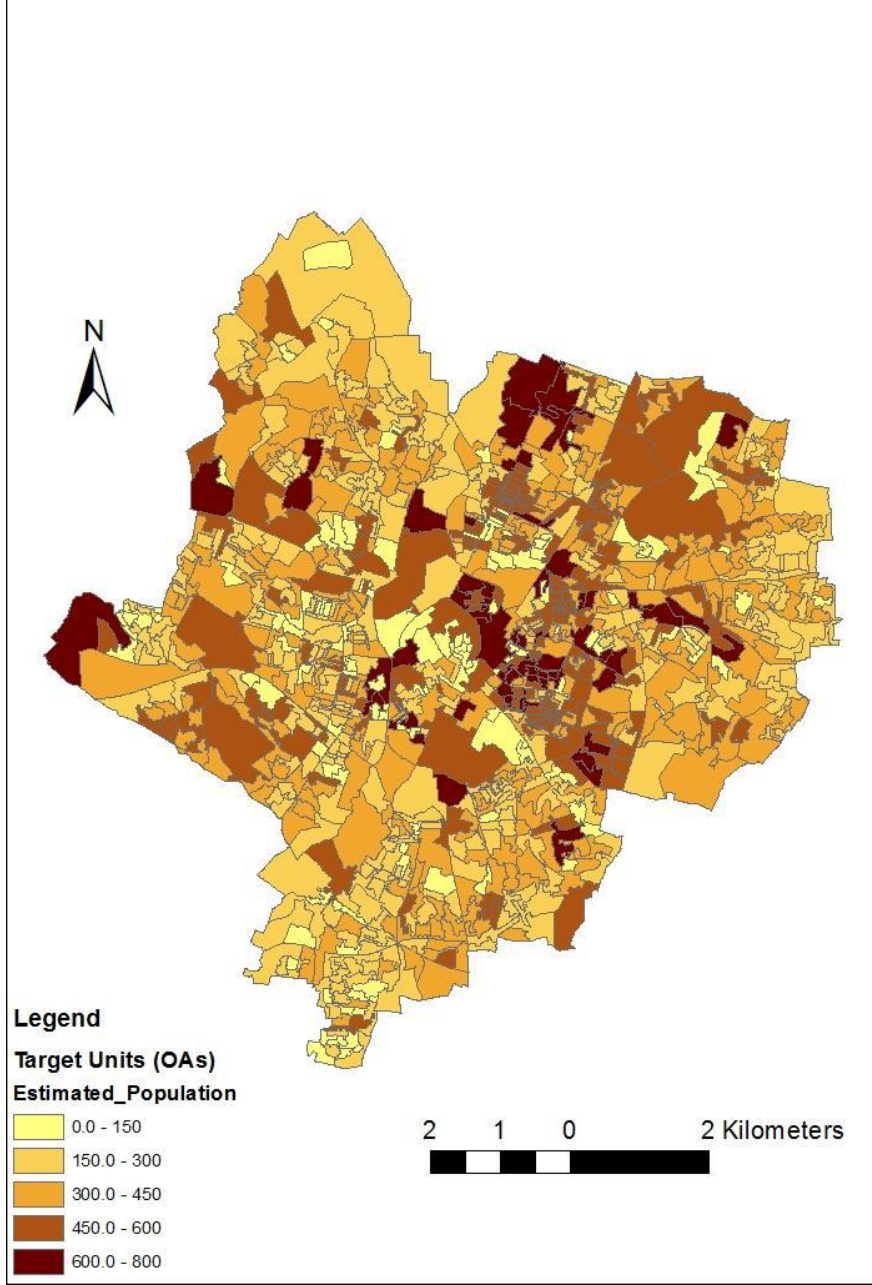 N
Legend
Target Units (OAs)
Estimated_Population
0.0 - 150
150.0 - 300
300.0 - 450
450.0 - 600
600.0 - 800
2 1 0 2 Kilometers